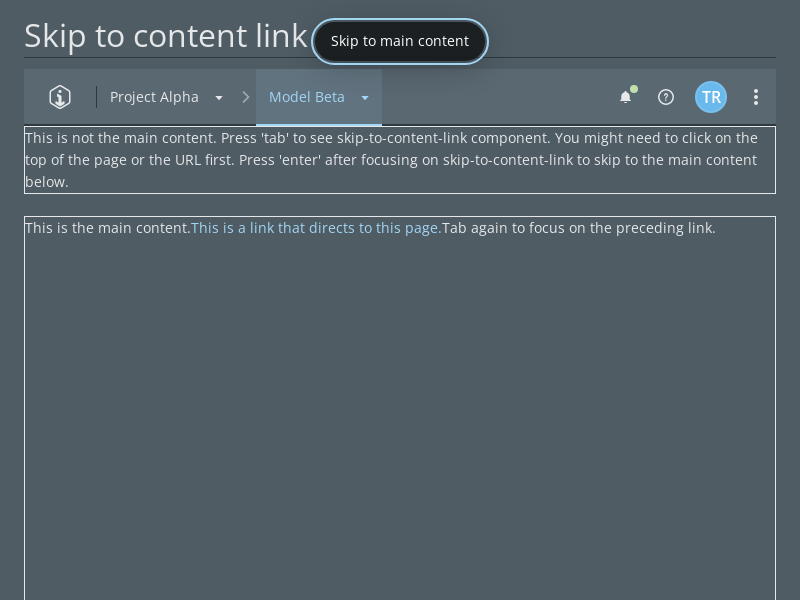 Skip to content link
Skip to main content
Project Alpha
Model Beta
TR
This is not the main content. Press 'tab' to see skip-to-content-link component. You might need to click on the
top of the page or the URL first. Press 'enter' after focusing on skip-to-content-link to skip to the main content
below.
This is the main content.This is a link that directs to this page.Tab again to focus on the preceding link.